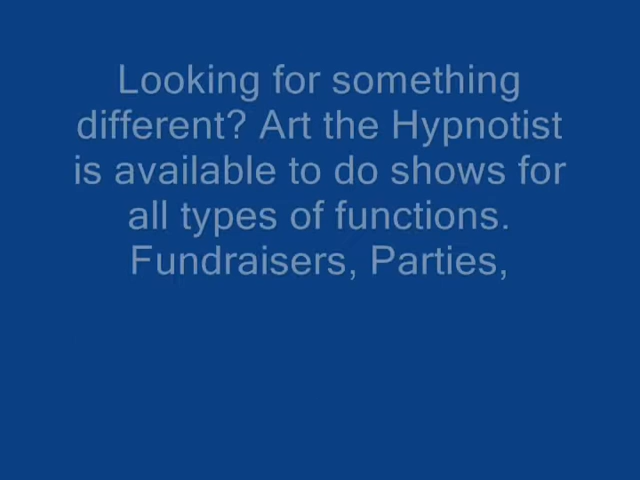 Looking for something
different? Art the Hypnotist
is available to do shows for
all types of functions.
Fundraisers, Parties,